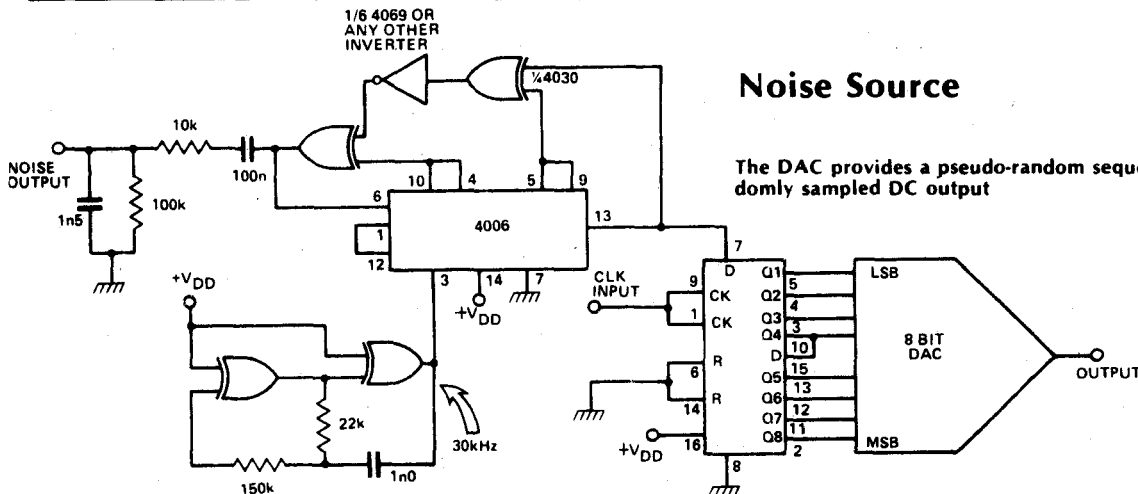 1/6 4069 OR
ANY OTHER
INVERTER
¼4030
Noise Source
10k
NOISE
OUTPUT
100n
1n5
100k
The DAC provides a pseudo-random seque
domly sampled DC output
10
4
5
9
6
1
12
4006
13
3
14
7
+VDD
+VDD
22k
150k
1n0
30kHz
CLK
INPUT
7
D
9
CK
1
CK
R
6
R
14
+VDD
16
8
Q1
5
Q2
4
Q3
3
Q4
10
D
15
Q5
13
Q6
12
Q7
11
Q8
2
LSB
8 BIT
DAC
MSB
OUTPUT